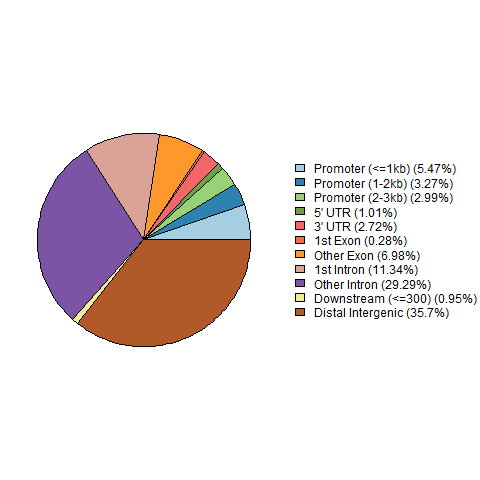 Promoter (<=1kb) (5.47%)
Promoter (1-2kb) (3.27%)
Promoter (2-3kb) (2.99%)
5' UTR (1.01%)
3' UTR (2.72%)
1st Exon (0.28%)
Other Exon (6.98%)
1st Intron (11.34%)
Other Intron (29.29%)
Downstream (<=300) (0.95%)
Distal Intergenic (35.7%)